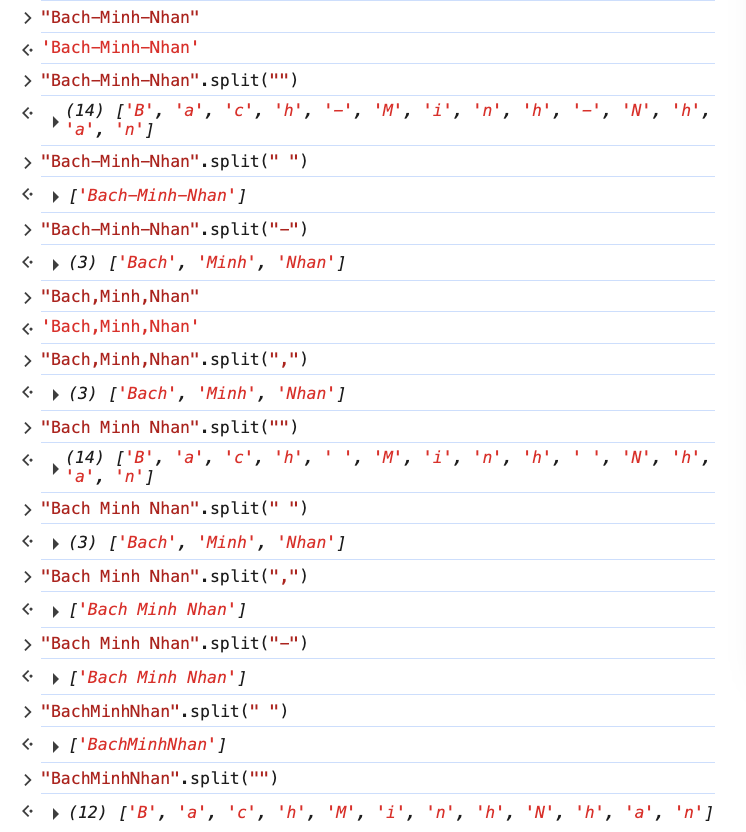 > "Bach-Minh-Nhan"
'Bach-Minh-Nhan'
> "Bach-Minh-Nhan".split("")
(14) ['B', 'a', 'c', 'h', '-', 'M', 'i', 'n', 'h', '-', 'N', 'h',
'a', 'n']
> "Bach-Minh-Nhan".split(" ")
['Bach-Minh-Nhan']
> "Bach-Minh-Nhan".split("-")
(3) ['Bach', 'Minh', 'Nhan']
> "Bach,Minh,Nhan"
'Bach,Minh,Nhan'
> "Bach,Minh,Nhan".split(",")
(3) ['Bach', 'Minh', 'Nhan']
> "Bach Minh Nhan".split("")
(14) ['B', 'a', 'c', 'h', ' ', 'M', 'i', 'n', 'h', ' ', 'N', 'h',
'a', 'n']
> "Bach Minh Nhan".split(" ")
(3) ['Bach', 'Minh', 'Nhan']
> "Bach Minh Nhan".split(",")
['Bach Minh Nhan']
> "Bach Minh Nhan".split("-")
['Bach Minh Nhan']
> "BachMinhNhan".split(" ")
['BachMinhNhan']
> "BachMinhNhan".split("")
(12) ['B', 'a', 'c', 'h', 'M', 'i', 'n', 'h', 'N', 'h', 'a', 'n']